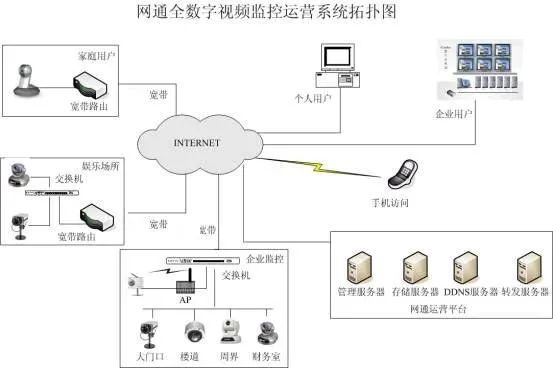 网通全数字视频监控运营系统拓扑图
家庭用户
宽带路由
宽带
个人用户
企业用户
INTERNET
娱乐场所
交换机
宽带路由
宽带
宽带
手机访问
企业监控
交换机
AP
大门口 楼道 周界 财务室
管理服务器 存储服务器 DDNS服务器 转发服务器
网通运营平台